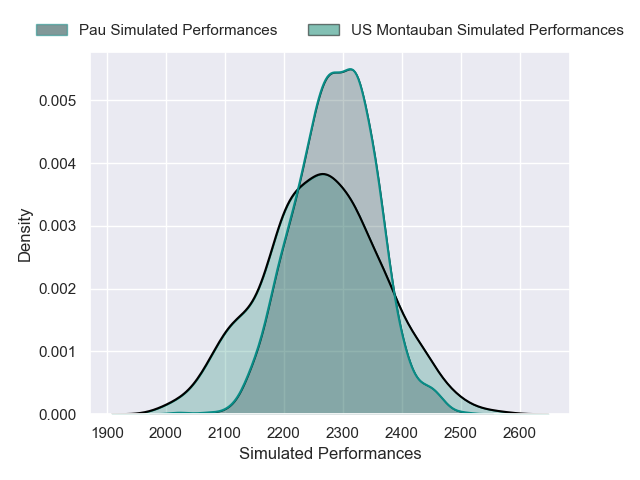 Pau Simulated Performances US Montauban Simulated Performances
0.005
0.004
0.003
0.002
0.001
0.000
Density
1900 2000 2100 2200 2300 2400 2500 2600
Simulated Performances